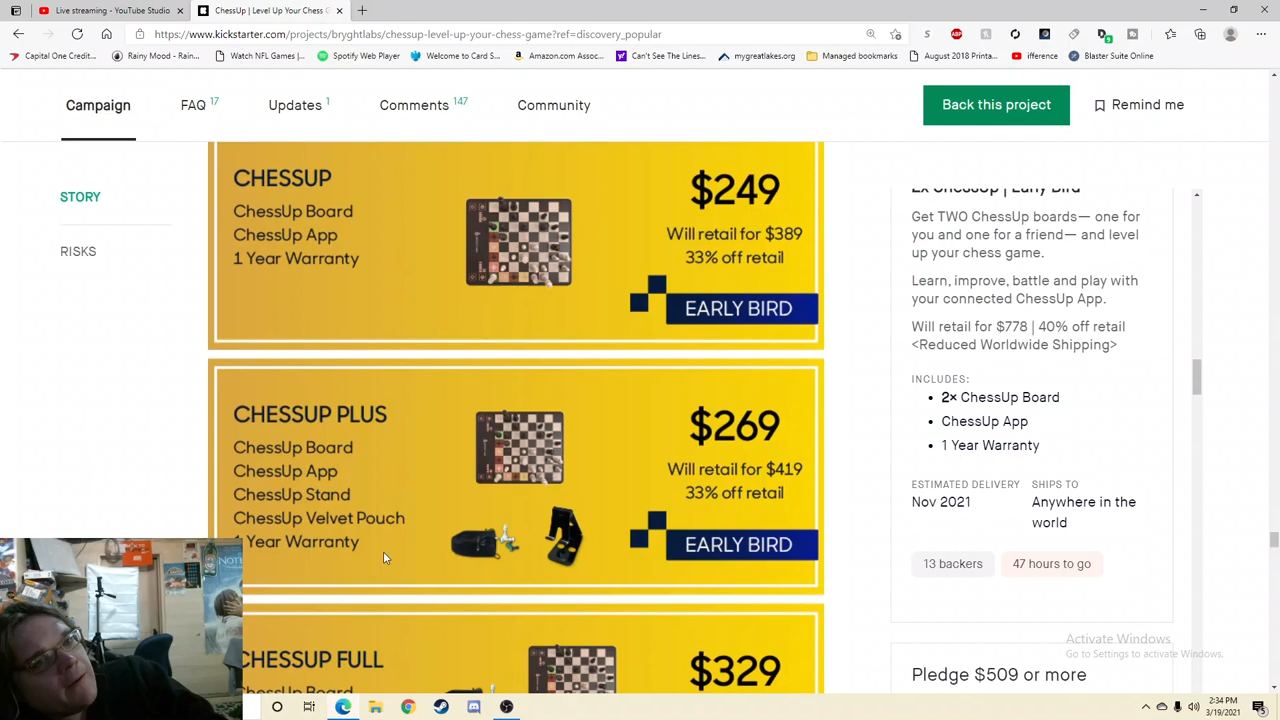 Live streaming - YouTube Studio
ChessUp | Level Up Your Chess G
https://www.kickstarter.com/projects/bryghtlabs/chessup-level-up-your-chess-game?ref=discovery_popular
Capital One Credit...
Rainy Mood - Rainy...
Watch NFL Games |...
Spotify Web Player
Welcome to Card S...
Amazon.com Assoc...
Can't See The Lines...
mygreatlakes.org
Managed bookmarks
August 2018 Printa...
ifference
Blaster Suite Online
Campaign
FAQ 17
Updates 1
Comments 147
Community
Back this project
Remind me
STORY
RISKS
CHESSUP
ChessUp Board
ChessUp App
1 Year Warranty
$249
Will retail for $389
33% off retail
EARLY BIRD
CHESSUP PLUS
ChessUp Board
ChessUp App
ChessUp Stand
ChessUp Velvet Pouch
Year Warranty
$269
Will retail for $419
33% off retail
EARLY BIRD
CHESSUP FULL
ChessUp Board
$329
2x ChessUp | Early Bird
Get TWO ChessUp boards— one for
you and one for a friend— and level
up your chess game.
Learn, improve, battle and play with
your connected ChessUp App.
Will retail for $778 | 40% off retail
<Reduced Worldwide Shipping>
INCLUDES:
2× ChessUp Board
ChessUp App
1 Year Warranty
ESTIMATED DELIVERY
Nov 2021
SHIPS TO
Anywhere in the
world
13 backers
47 hours to go
Pledge $509 or more
Activate Windows
Go to Settings to activate Windows.
2:34 PM
3/19/2021